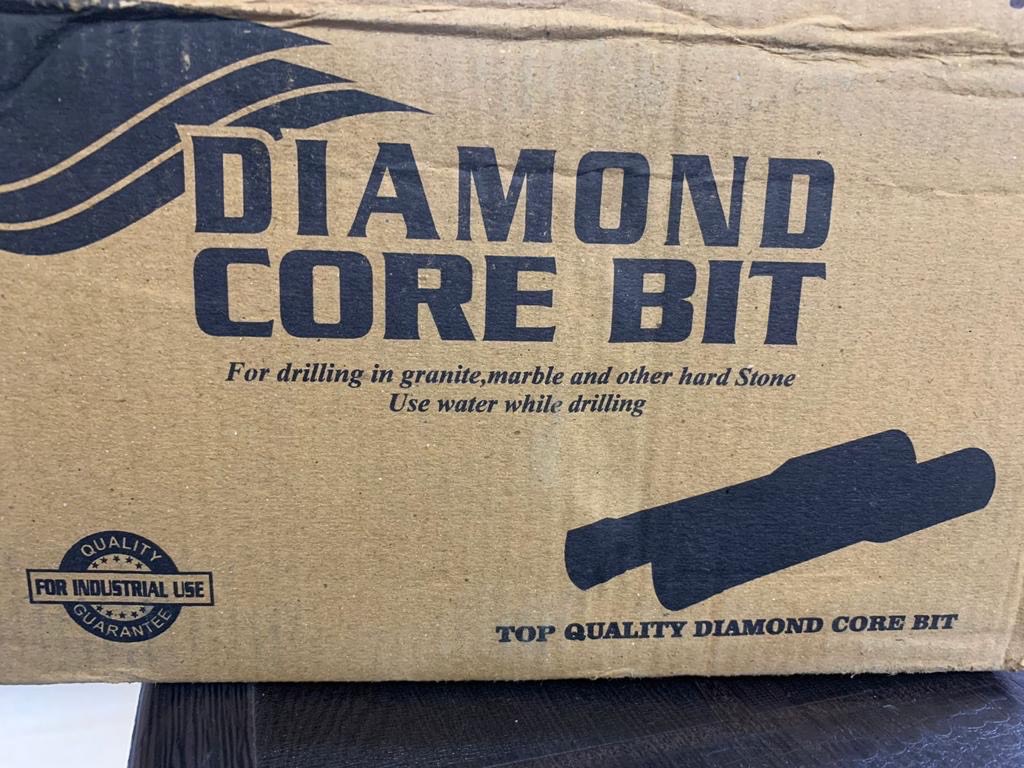 DIAMOND
CORE BIT
For drilling in granite,marble and other hard Stone
Use water while drilling
QUALITY
FOR INDUSTRIAL USE
GUARANTEE
TOP QUALITY DIAMOND CORE BIT